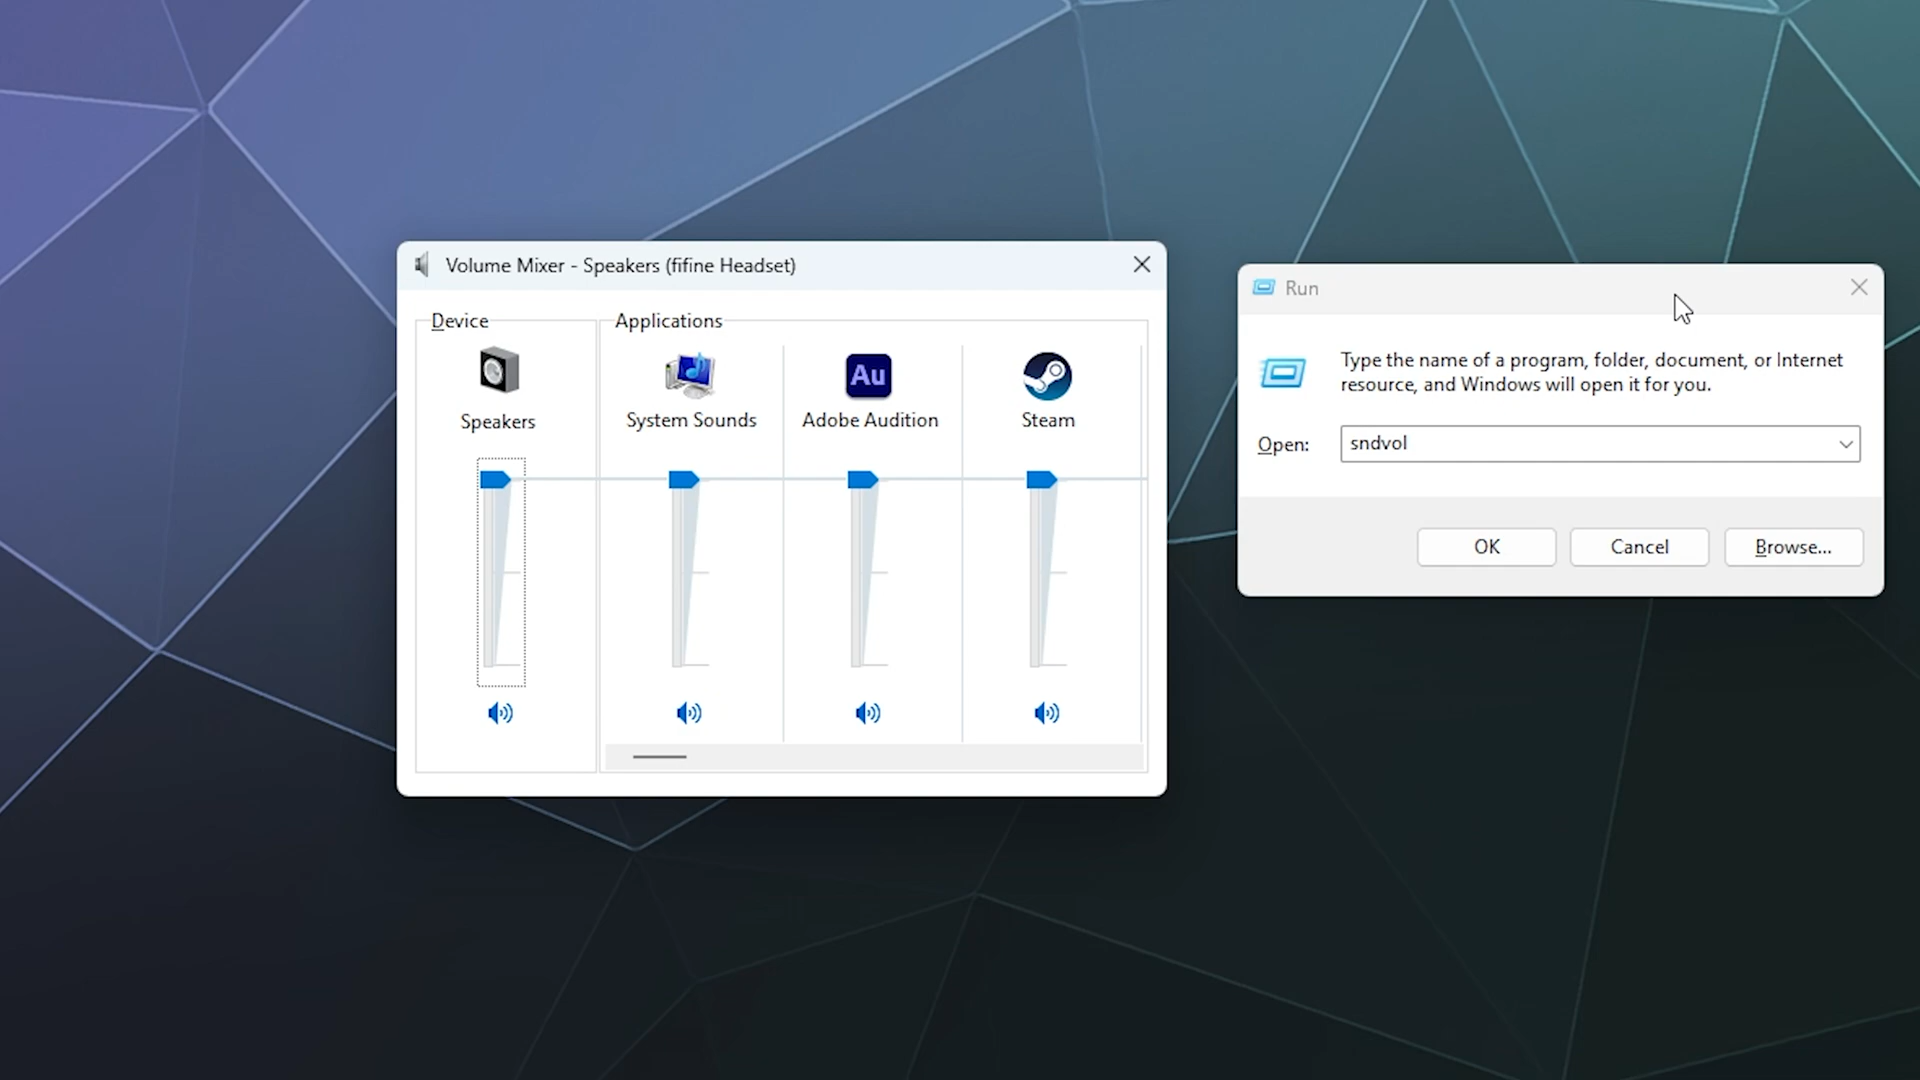 Volume Mixer - Speakers (fifine Headset)
Device
Applications
Speakers
System Sounds
Au
Adobe Audition
Steam
Run
Type the name of a program, folder, document, or Internet
resource, and Windows will open it for you.
Open:
sndvol
OK
Cancel
Browse...